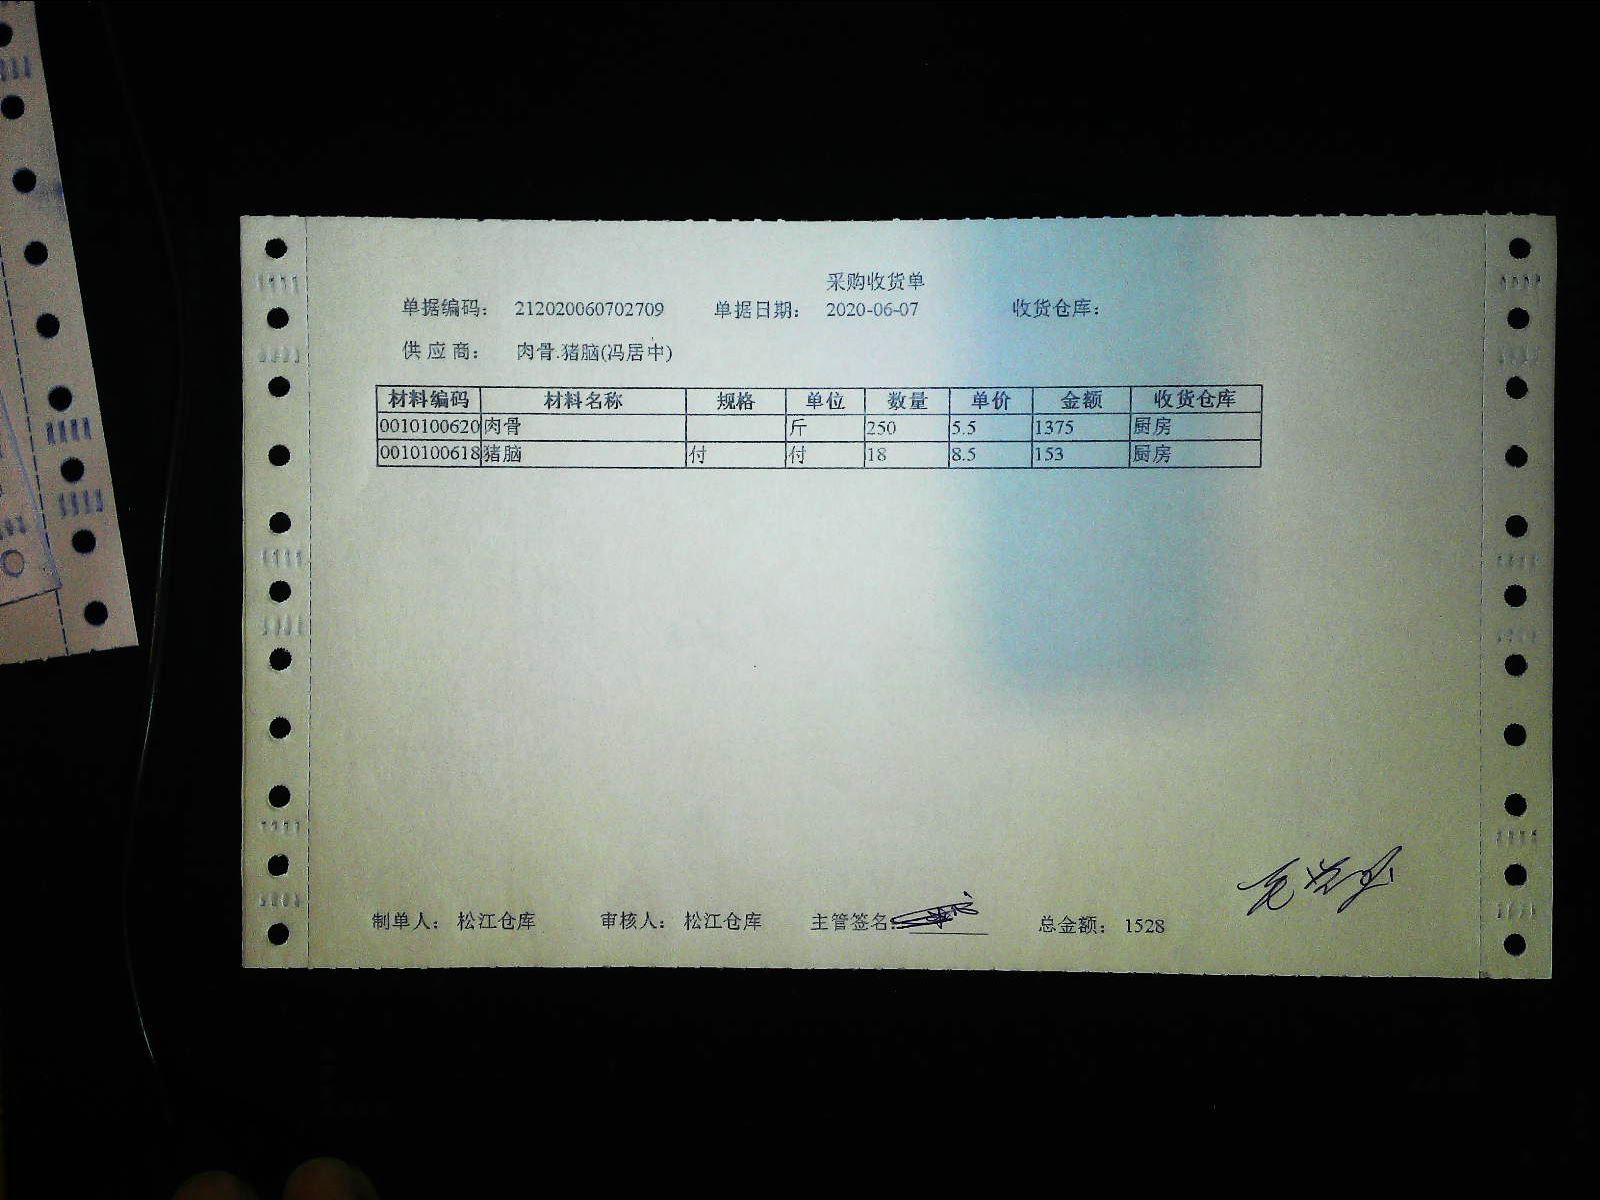 采购收货单
单据编码： 212020060702709 单据日期： 2020-06-07 收货仓库：
供应商： 肉骨.猪脑(冯居中)
材料编码 材料名称 规格 单位 数量 单价 金额 收货仓库
0010100620 肉骨 斤 250 5.5 1375 厨房
0010100618 猪脑 付 付 18 8.5 153 厨房
制单人： 松江仓库 审核人： 松江仓库 主管签名： 总金额： 1528